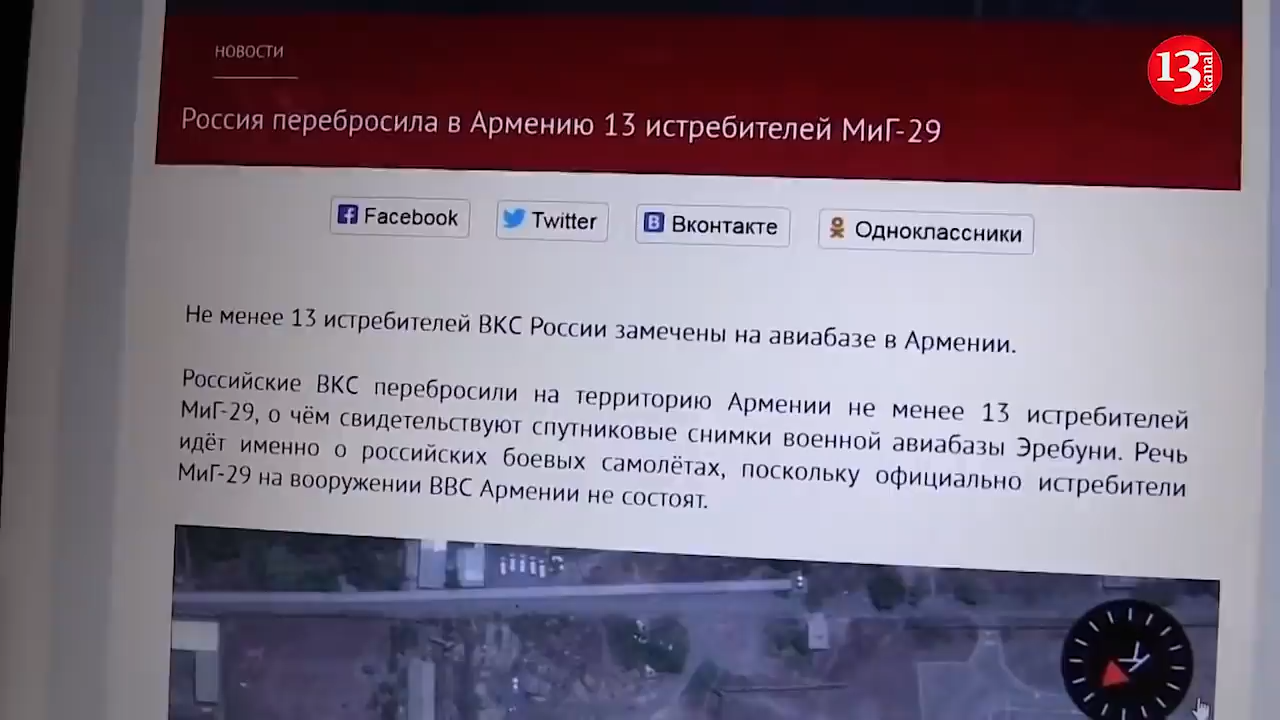 НОВОСТИ
13 kanal
Россия перебросила в Армению 13 истребителей МиГ-29
Facebook
Twitter
Вконтакте
Одноклассники
Не менее 13 истребителей ВКС России замечены на авиабазе в Армении.
Российские ВКС перебросили на территорию Армении не менее 13 истребителей
МиГ-29, о чём свидетельствуют спутниковые снимки военной авиабазы Эребуни. Речь
идёт именно о российских боевых самолётах, поскольку официально истребители
МиГ-29 на вооружении ВВС Армении не состоят.